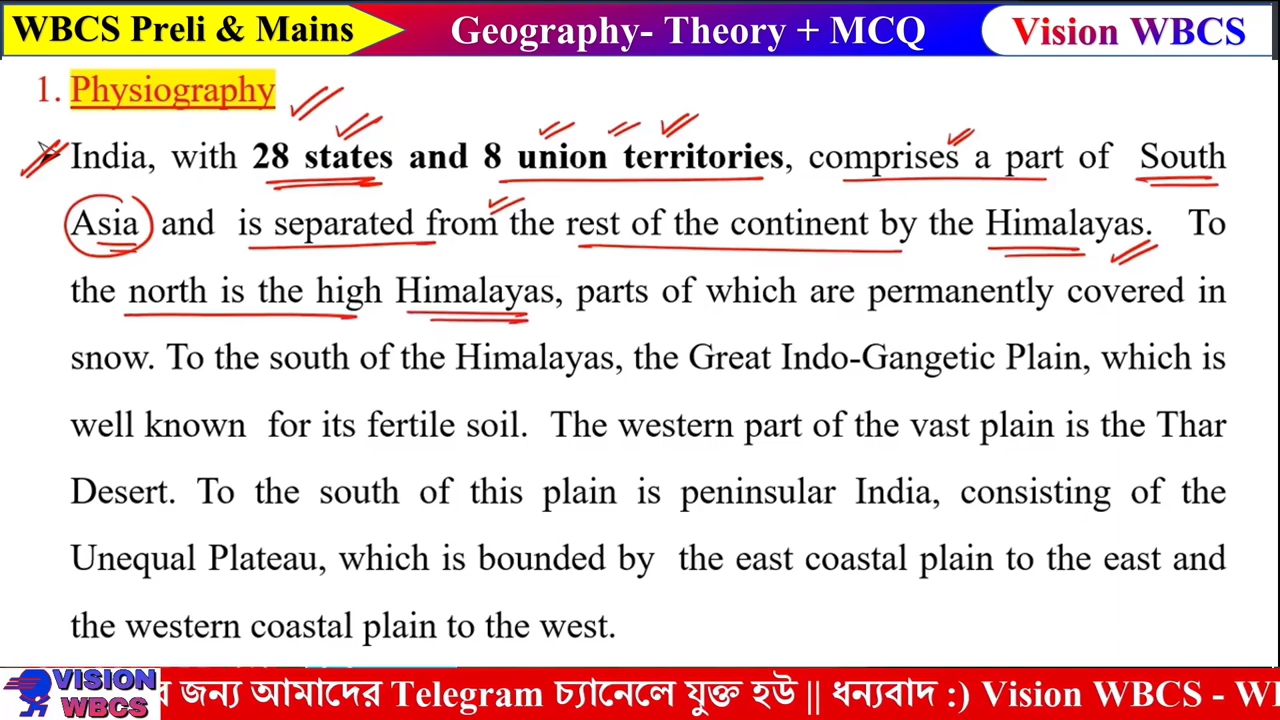 WBCS Preli & Mains
Geography- Theory + MCQ
Vision WBCS
1. Physiography
India, with 28 states and 8 union territories, comprises a part of South
Asia and is separated from the rest of the continent by the Himalayas. To
the north is the high Himalayas, parts of which are permanently covered in
snow. To the south of the Himalayas, the Great Indo-Gangetic Plain, which is
well known for its fertile soil. The western part of the vast plain is the Thar
Desert. To the south of this plain is peninsular India, consisting of the
Unequal Plateau, which is bounded by the east coastal plain to the east and
the western coastal plain to the west.
VISION
WBCS
র জন্য আমাদের Telegram চ্যানেলে যুক্ত হউ || ধন্যবাদ :) Vision WBCS - W